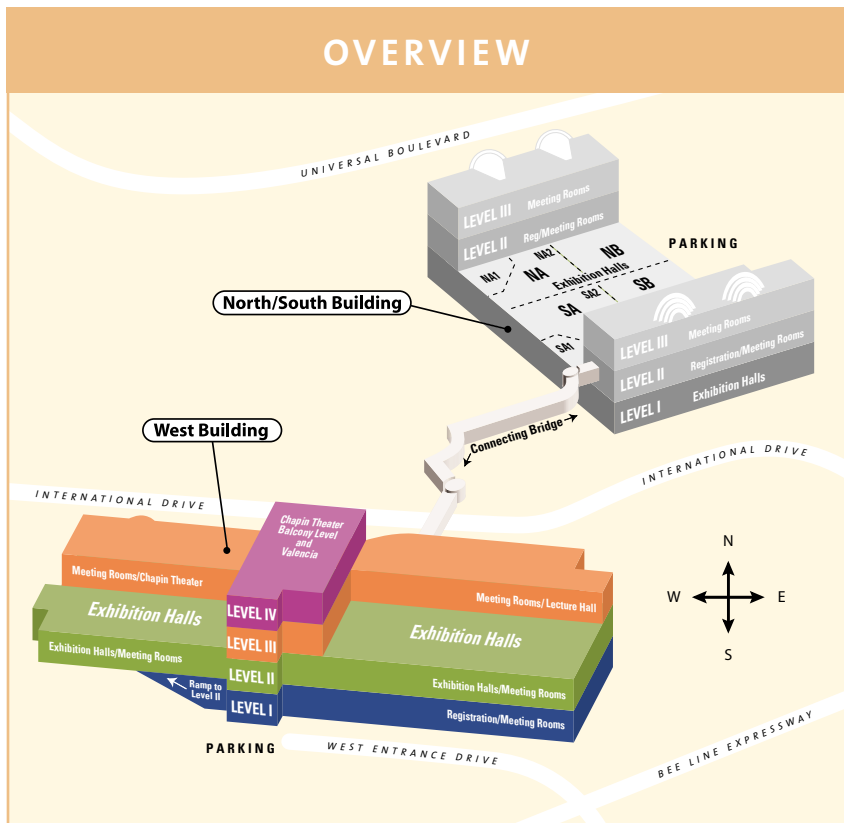 OVERVIEW
UNIVERSAL BOULEVARD
LEVEL III
Meeting Rooms
LEVEL II
Reg/Meeting Rooms
PARKING
NA1
NA
NA2
NB
Exhibition Halls
SA
SA2
SB
SA1
North/South Building
LEVEL III
Meeting Rooms
LEVEL II
Registration/Meeting Rooms
LEVEL I
Exhibition Halls
Connecting Bridge
West Building
INTERNATIONAL DRIVE
INTERNATIONAL DRIVE
Chapin Theater
Balcony Level
and
Valencia
Meeting Rooms/Chapin Theater
Meeting Rooms/ Lecture Hall
LEVEL IV
Exhibition Halls
LEVEL III
Exhibition Halls
Exhibition Halls/Meeting Rooms
LEVEL II
Exhibition Halls/Meeting Rooms
Ramp to
Level II
LEVEL I
Registration/Meeting Rooms
N
W
E
S
PARKING
WEST ENTRANCE DRIVE
BEE LINE EXPRESSWAY